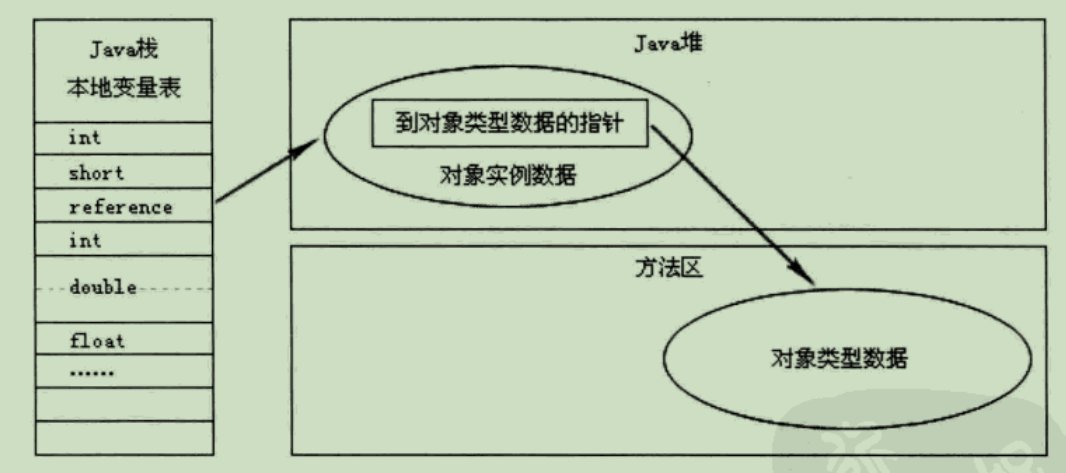 Java栈
本地变量表
int
short
reference
int
double
float
……
Java堆
到对象类型数据的指针
对象实例数据
方法区
对象类型数据